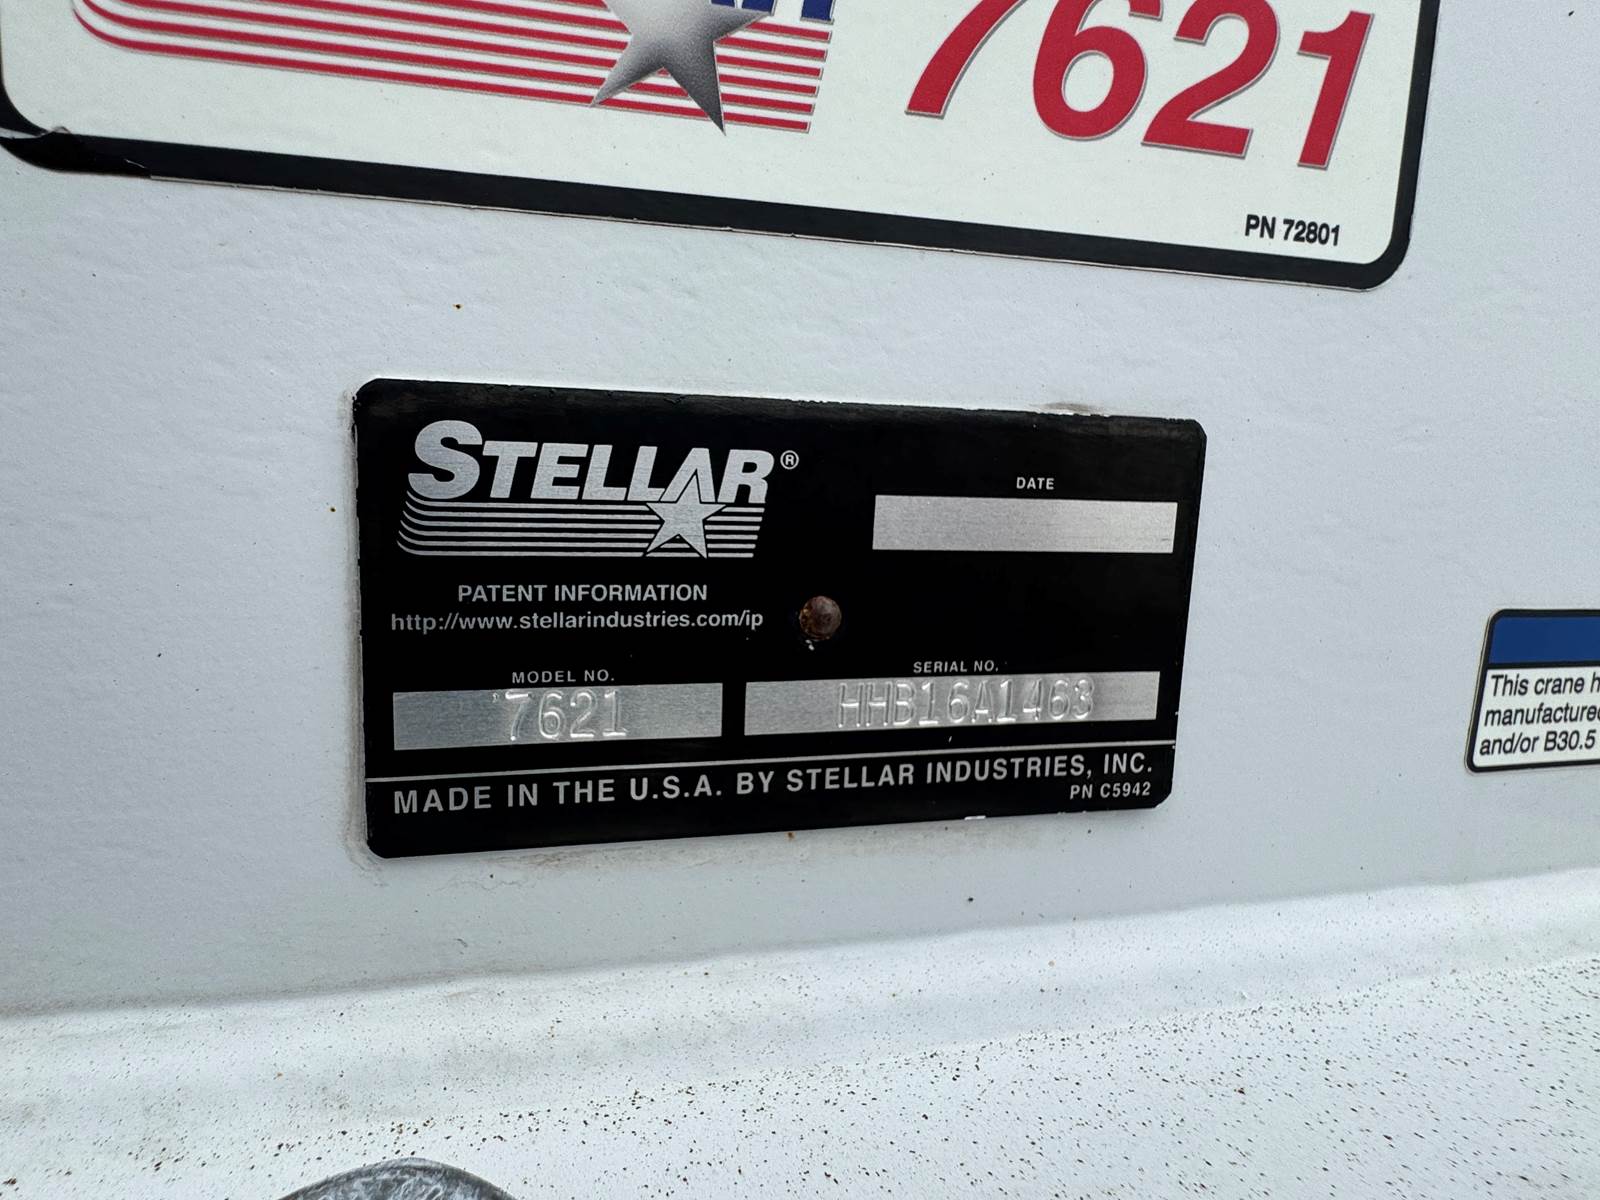 7621
PN 72801
STELLAR®
DATE
PATENT INFORMATION
http://www.stellarindustries.com/ip
MODEL NO.
7621
SERIAL NO.
HHB16A1463
MADE IN THE U.S.A. BY STELLAR INDUSTRIES, INC.
PN C5942
This crane h
manufacture
and/or B30.5